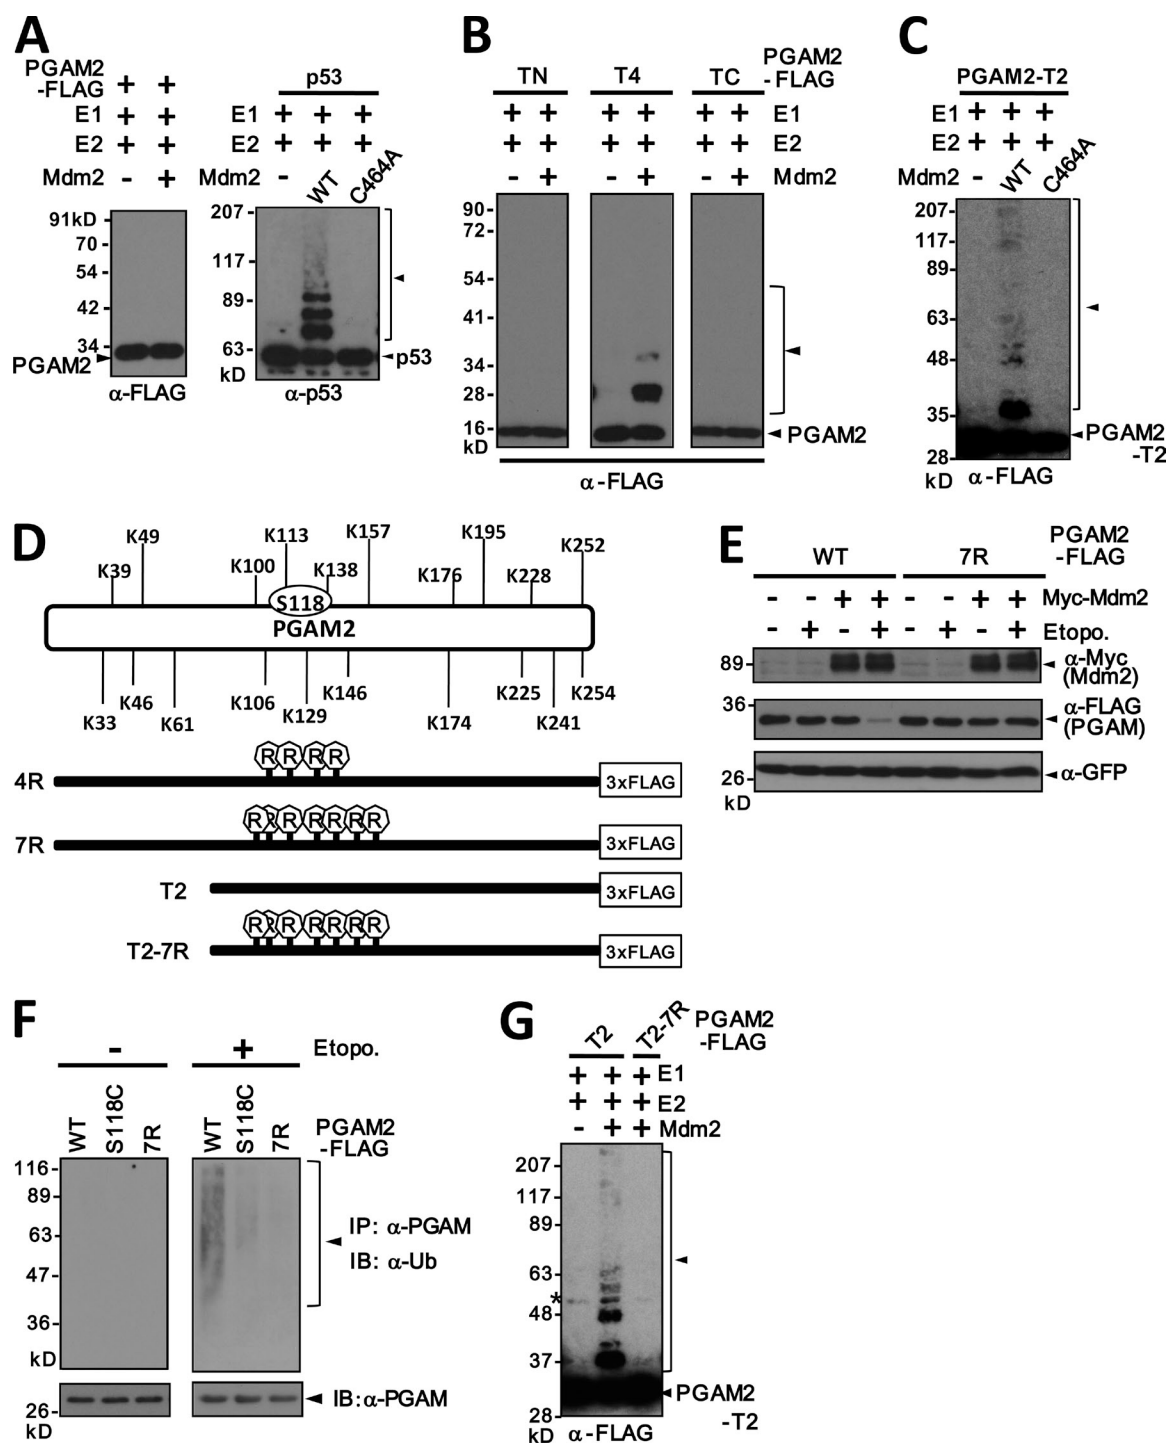 A
PGAM2
-FLAG + +
E1 + +
E2 + +
Mdm2 - +
91kD
70
54
42
34
PGAM2
α-FLAG
p53
E1 + + +
E2 + + +
Mdm2 - WT C464A
207
117
89
63
kD
p53
α-p53
B
TN T4 TC PGAM2
-FLAG
+ + + + + + E1
+ + + + + + E2
- + - + - + Mdm2
90
72
54
41
34
28
16
kD
PGAM2
α-FLAG
C
PGAM2-T2
E1 + + +
E2 + + +
Mdm2 - WT C464A
207
117
89
63
48
35
28
kD
PGAM2
-T2
α-FLAG
D
K39 K49 K100 K113 K138 K157 K176 K195 K228 K252
S118
PGAM2
K33 K46 K61 K106 K129 K146 K174 K225 K241 K254
R R R R
4R 3xFLAG
R R R R R R R
7R 3xFLAG
T2 3xFLAG
R R R R R R R
T2-7R 3xFLAG
E
WT 7R PGAM2
-FLAG
- - + + - - + + Myc-Mdm2
- + - + - + - + Etopo.
89 α-Myc
(Mdm2)
36 α-FLAG
(PGAM)
26 α-GFP
kD
F
- + Etopo.
WT S118C 7R WT S118C 7R PGAM2
-FLAG
116
89
63
47
36
kD
IP: α-PGAM
IB: α-Ub
26
kD
IB:α-PGAM
G
T2 T2-7R PGAM2
-FLAG
+ + + E1
+ + + E2
- + + Mdm2
207
117
89
63
*
48
37
28
kD
PGAM2
-T2
α-FLAG